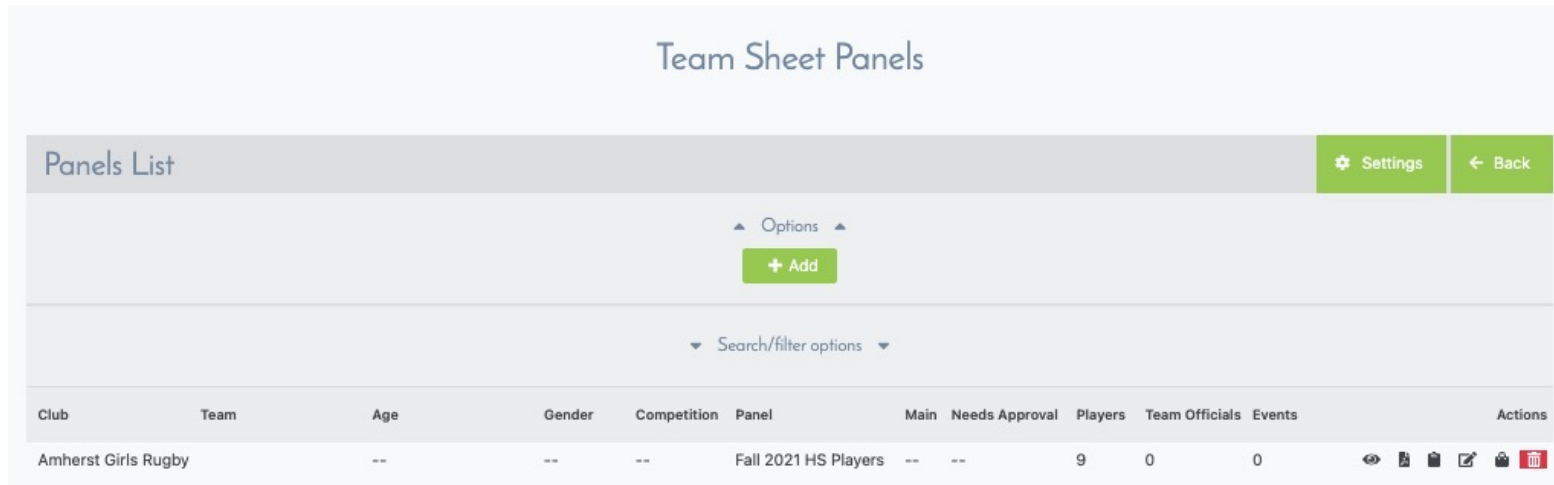 Team Sheet Panels
Panels List
Settings
Back
Options
Add
Search/filter options
Club Team Age Gender Competition Panel Main Needs Approval Players Team Officials Events Actions
Amherst Girls Rugby -- -- -- Fall 2021 HS Players -- -- 9 0 0